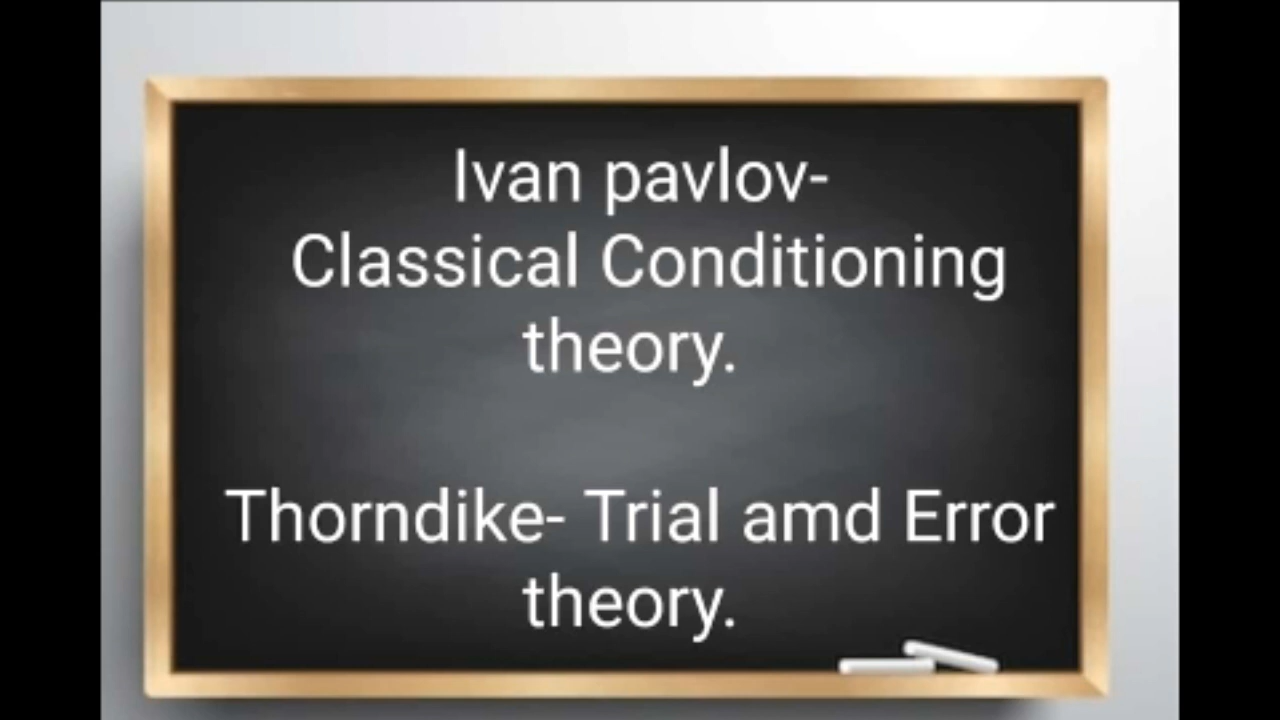 Ivan pavlov-
Classical Conditioning
theory.
Thorndike- Trial amd Error
theory.